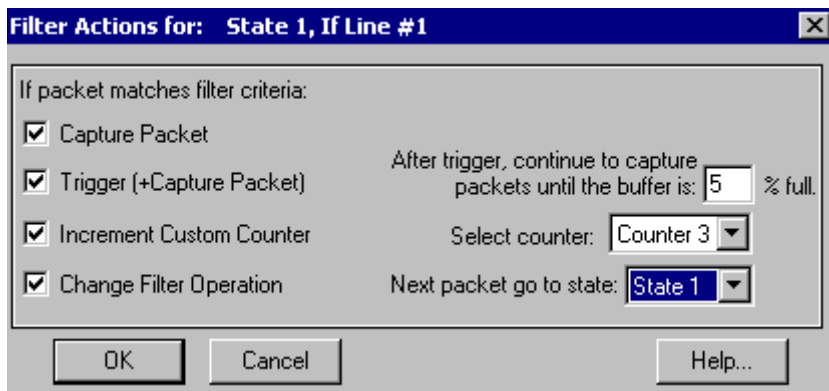 Filter Actions for: State 1, If Line #1
If packet matches filter criteria:
Capture Packet
After trigger, continue to capture
Trigger (+Capture Packet) packets until the buffer is: 5 % full.
Increment Custom Counter Select counter: Counter 3
Change Filter Operation Next packet go to state: State 1
OK Cancel Help...